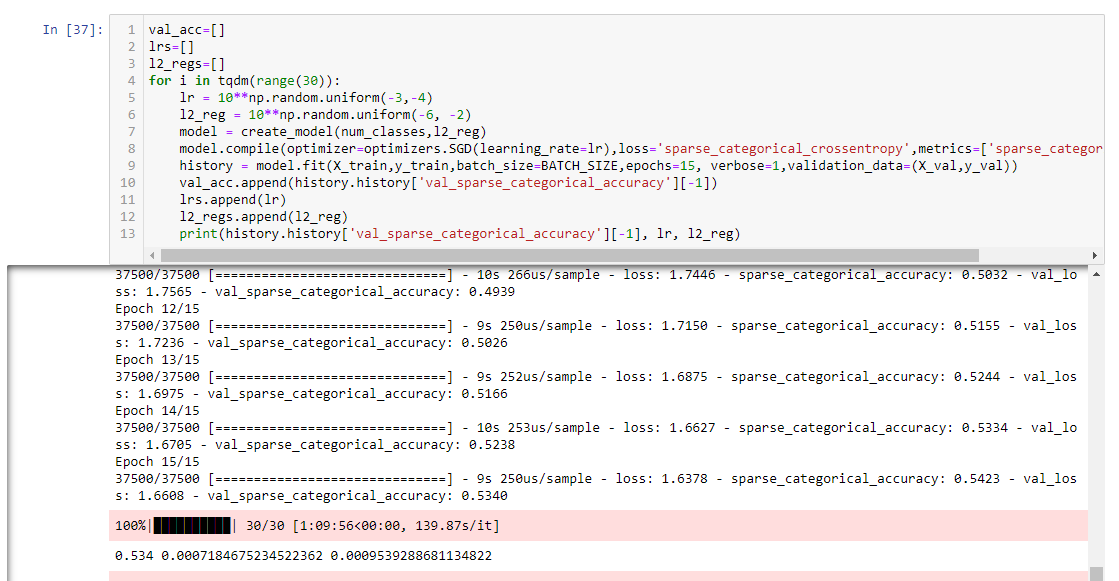 In [37]:
1 val_acc=[]
2 lrs=[]
3 l2_regs=[]
4 for i in tqdm(range(30)):
5     lr = 10**np.random.uniform(-3,-4)
6     l2_reg = 10**np.random.uniform(-6, -2)
7     model = create_model(num_classes,l2_reg)
8     model.compile(optimizer=optimizers.SGD(learning_rate=lr),loss='sparse_categorical_crossentropy',metrics=['sparse_categor
9     history = model.fit(X_train,y_train,batch_size=BATCH_SIZE,epochs=15, verbose=1,validation_data=(X_val,y_val))
10     val_acc.append(history.history['val_sparse_categorical_accuracy'][-1])
11     lrs.append(lr)
12     l2_regs.append(l2_reg)
13     print(history.history['val_sparse_categorical_accuracy'][-1], lr, l2_reg)
37500/37500 [==============================] - 10s 266us/sample - loss: 1.7446 - sparse_categorical_accuracy: 0.5032 - val_lo
ss: 1.7565 - val_sparse_categorical_accuracy: 0.4939
Epoch 12/15
37500/37500 [==============================] - 9s 250us/sample - loss: 1.7150 - sparse_categorical_accuracy: 0.5155 - val_los
s: 1.7236 - val_sparse_categorical_accuracy: 0.5026
Epoch 13/15
37500/37500 [==============================] - 9s 252us/sample - loss: 1.6875 - sparse_categorical_accuracy: 0.5244 - val_los
s: 1.6975 - val_sparse_categorical_accuracy: 0.5166
Epoch 14/15
37500/37500 [==============================] - 10s 253us/sample - loss: 1.6627 - sparse_categorical_accuracy: 0.5334 - val_lo
ss: 1.6705 - val_sparse_categorical_accuracy: 0.5238
Epoch 15/15
37500/37500 [==============================] - 9s 250us/sample - loss: 1.6378 - sparse_categorical_accuracy: 0.5423 - val_los
s: 1.6608 - val_sparse_categorical_accuracy: 0.5340
100%|██████████| 30/30 [1:09:56<00:00, 139.87s/it]
0.534 0.0007184675234522362 0.0009539288681134822